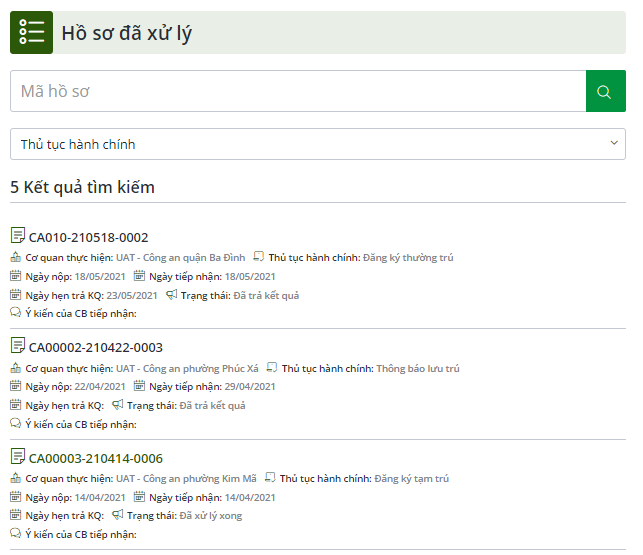 Hồ sơ đã xử lý
Mã hồ sơ
Thủ tục hành chính
5 Kết quả tìm kiếm
CA010-210518-0002
Cơ quan thực hiện: UAT - Công an quận Ba Đình Thủ tục hành chính: Đăng ký thường trú
Ngày nộp: 18/05/2021 Ngày tiếp nhận: 18/05/2021
Ngày hẹn trả KQ: 23/05/2021 Trạng thái: Đã trả kết quả
Ý kiến của CB tiếp nhận:
CA00002-210422-0003
Cơ quan thực hiện: UAT - Công an phường Phúc Xá Thủ tục hành chính: Thông báo lưu trú
Ngày nộp: 22/04/2021 Ngày tiếp nhận: 29/04/2021
Ngày hẹn trả KQ: Trạng thái: Đã trả kết quả
Ý kiến của CB tiếp nhận:
CA00003-210414-0006
Cơ quan thực hiện: UAT - Công an phường Kim Mã Thủ tục hành chính: Đăng ký tạm trú
Ngày nộp: 14/04/2021 Ngày tiếp nhận: 14/04/2021
Ngày hẹn trả KQ: Trạng thái: Đã xử lý xong
Ý kiến của CB tiếp nhận: